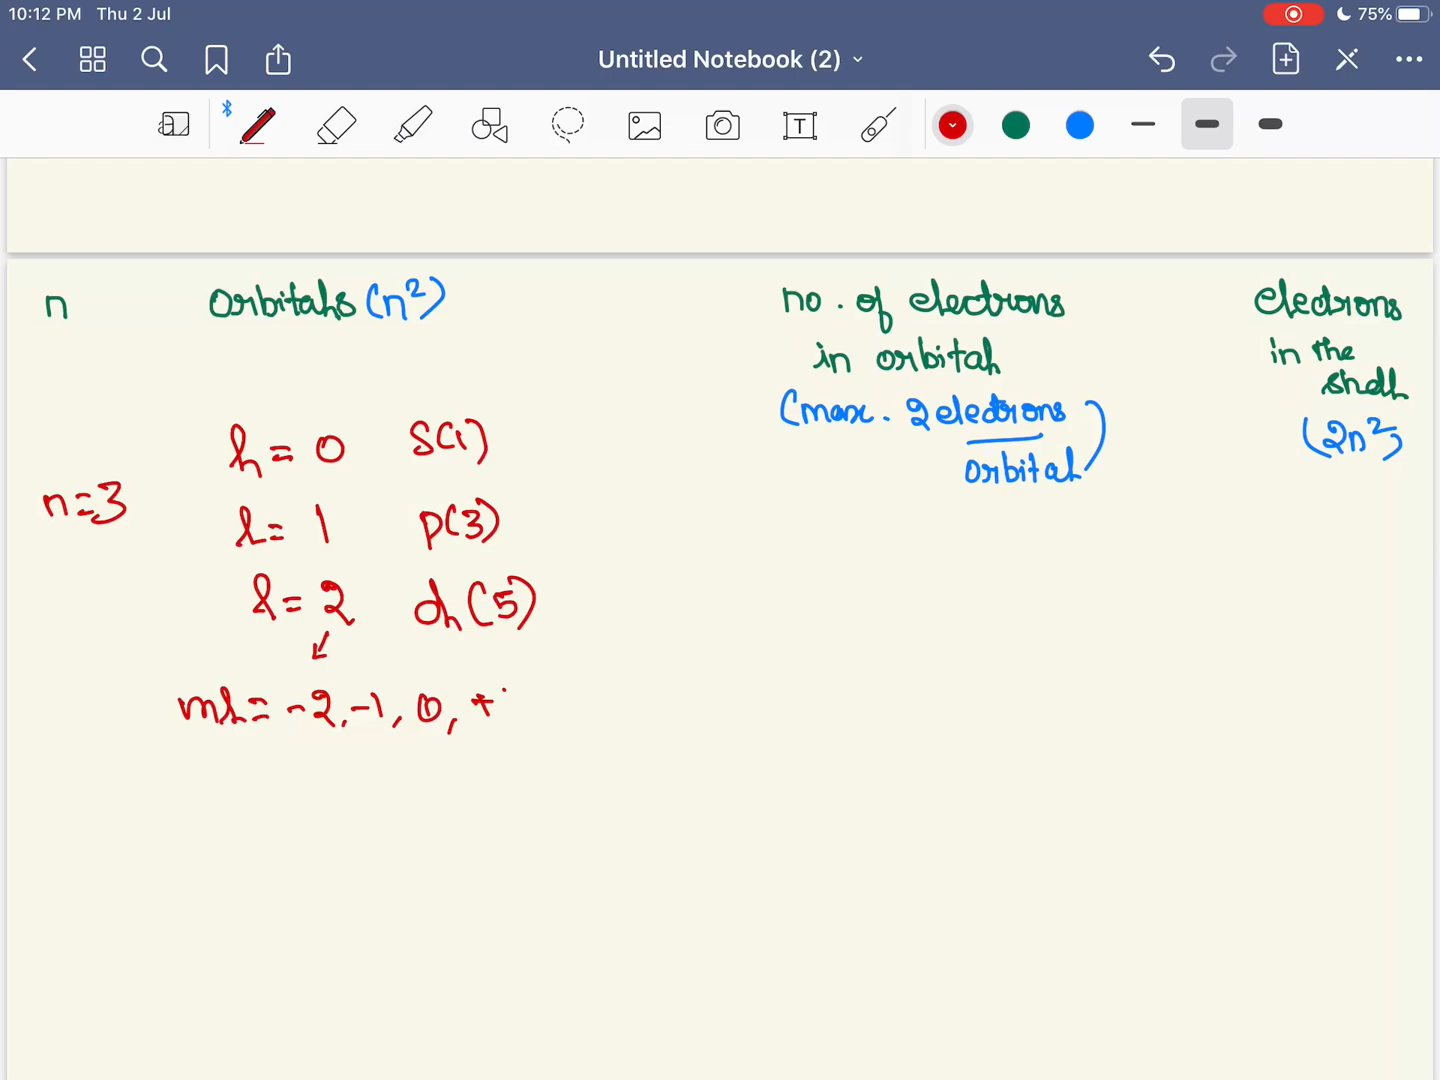 10:12 PM Thu 2 Jul
75%
Untitled Notebook (2)
T
n orbitals (n²) no. of electrons electrons
in orbital in the
shell
(max. 2 electrons (2n²)
orbital)
l = 0 s(1)
n=3
l = 1 p(3)
l = 2 d(5)
ml = -2, -1, 0, +